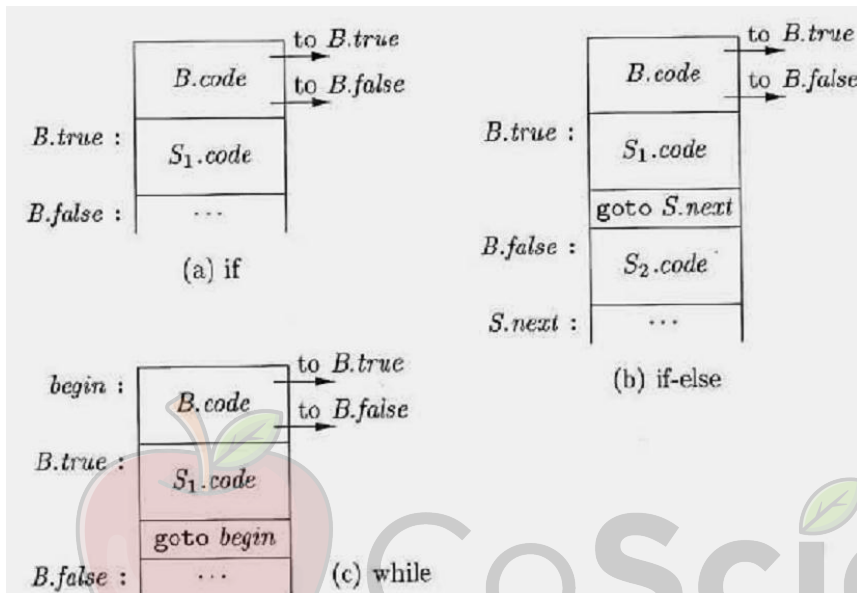 to B.true
B.code
to B.false
B.true :
S₁.code
B.false :
...
(a) if
to B.true
B.code
to B.false
B.true :
S₁.code
goto S.next
B.false :
S₂.code
S.next :
...
(b) if-else
begin :
to B.true
B.code
to B.false
B.true :
S₁.code
goto begin
B.false :
...
(c) while
CoSci